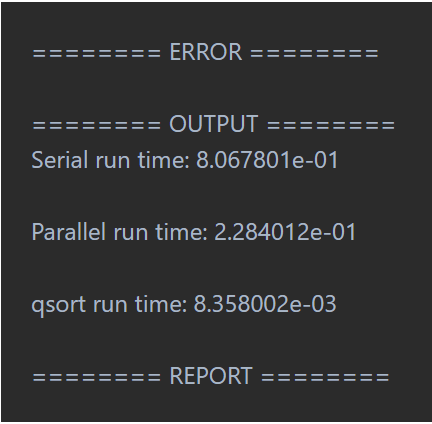 ======== ERROR ========
======== OUTPUT ========
Serial run time: 8.067801e-01
Parallel run time: 2.284012e-01
qsort run time: 8.358002e-03
======== REPORT ========